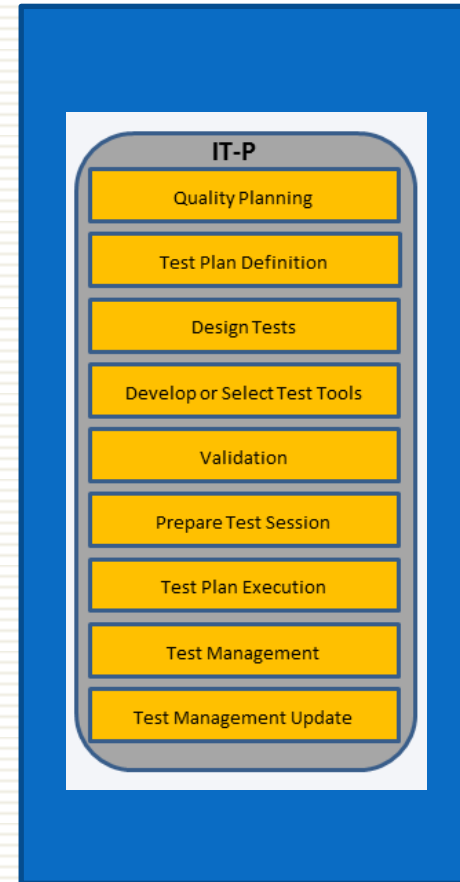 IT-P
Quality Planning
Test Plan Definition
Design Tests
Develop or Select Test Tools
Validation
Prepare Test Session
Test Plan Execution
Test Management
Test Management Update